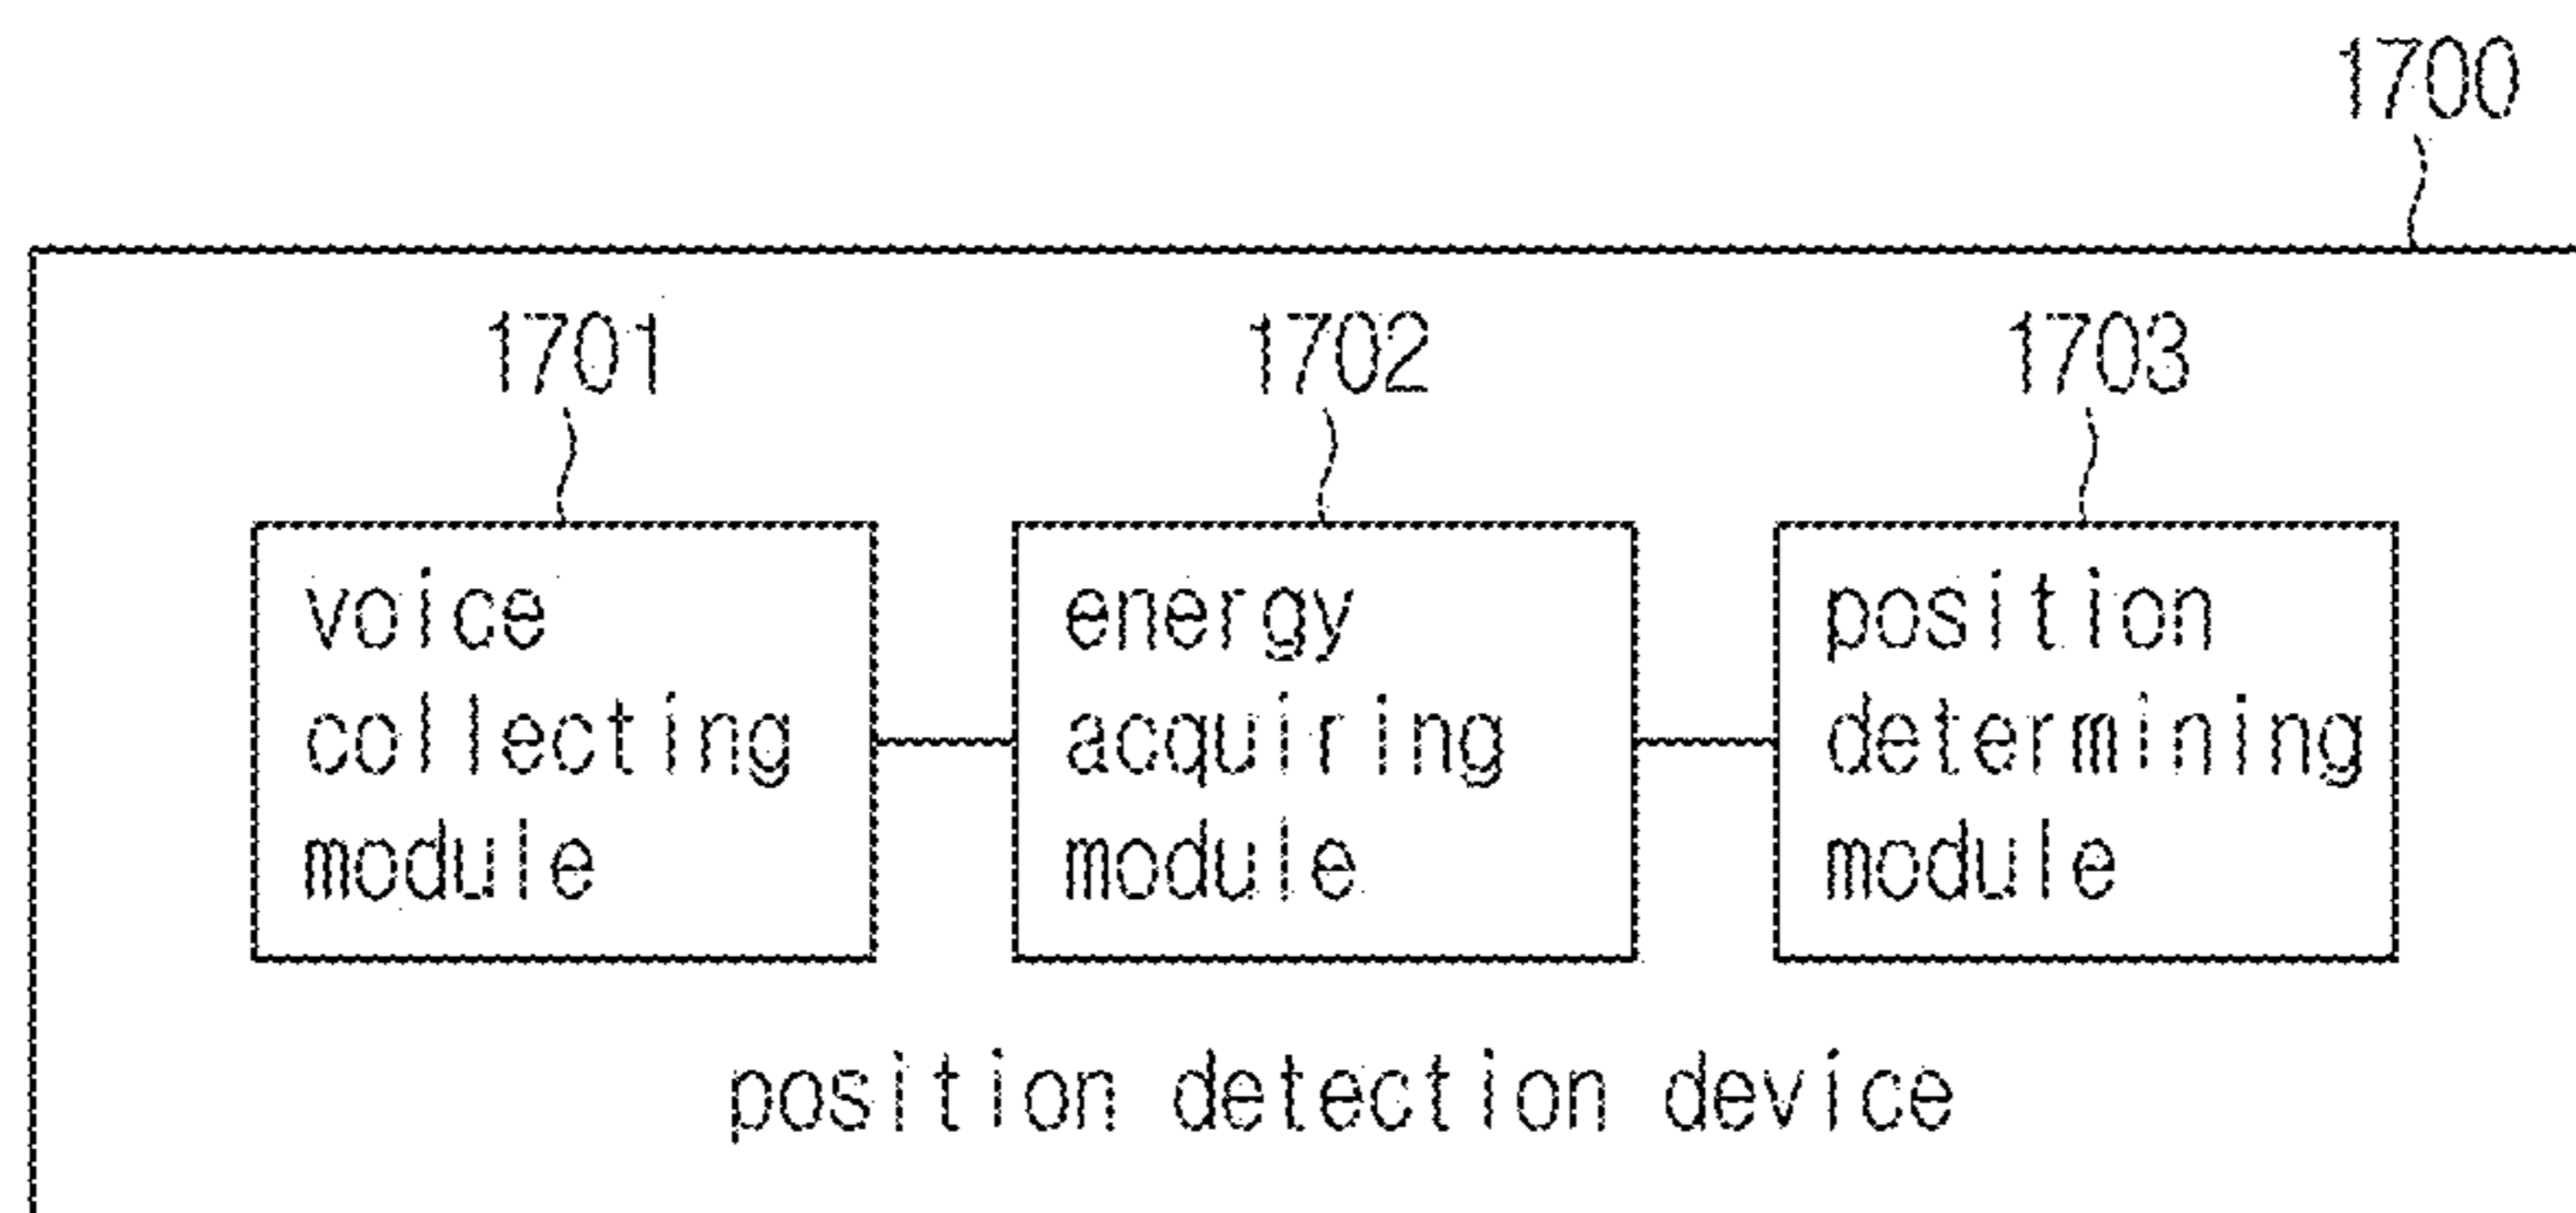 1700
1701
1702
1703
voice
collecting
module
energy
acquiring
module
position
determining
module
position detection device